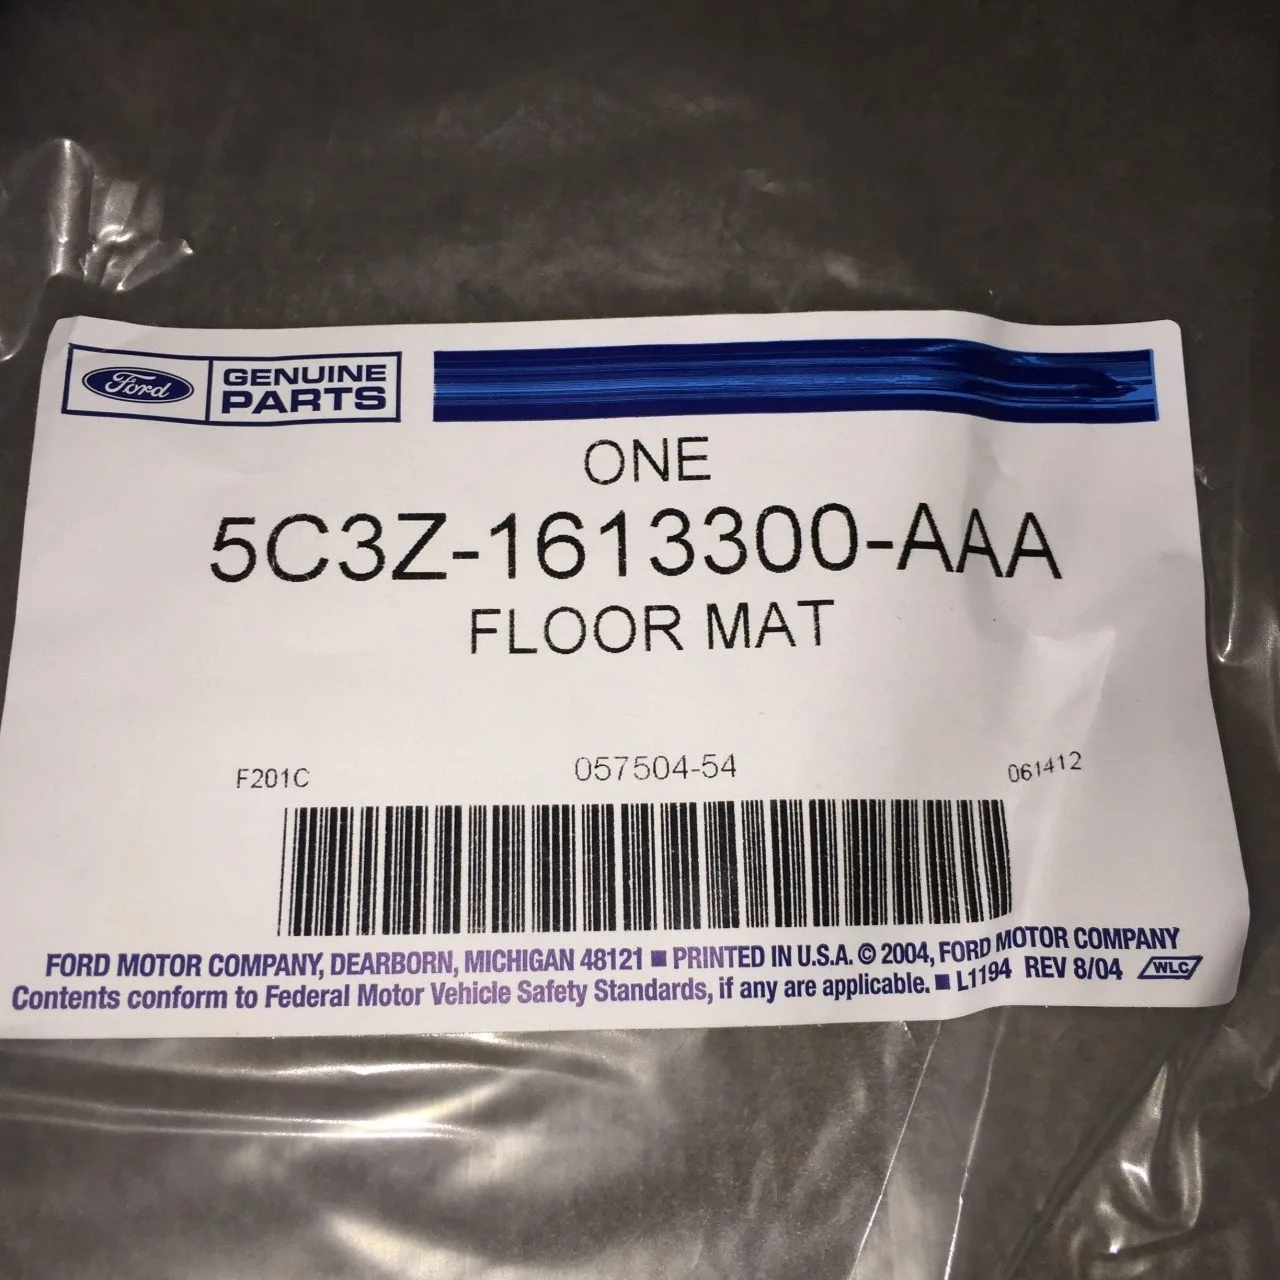 Ford GENUINE PARTS
ONE
5C3Z-1613300-AAA
FLOOR MAT
F201C 057504-54 061412
FORD MOTOR COMPANY, DEARBORN, MICHIGAN 48121 ■ PRINTED IN U.S.A. © 2004, FORD MOTOR COMPANY
Contents conform to Federal Motor Vehicle Safety Standards, if any are applicable. ■ L1194 REV 8/04 WLC